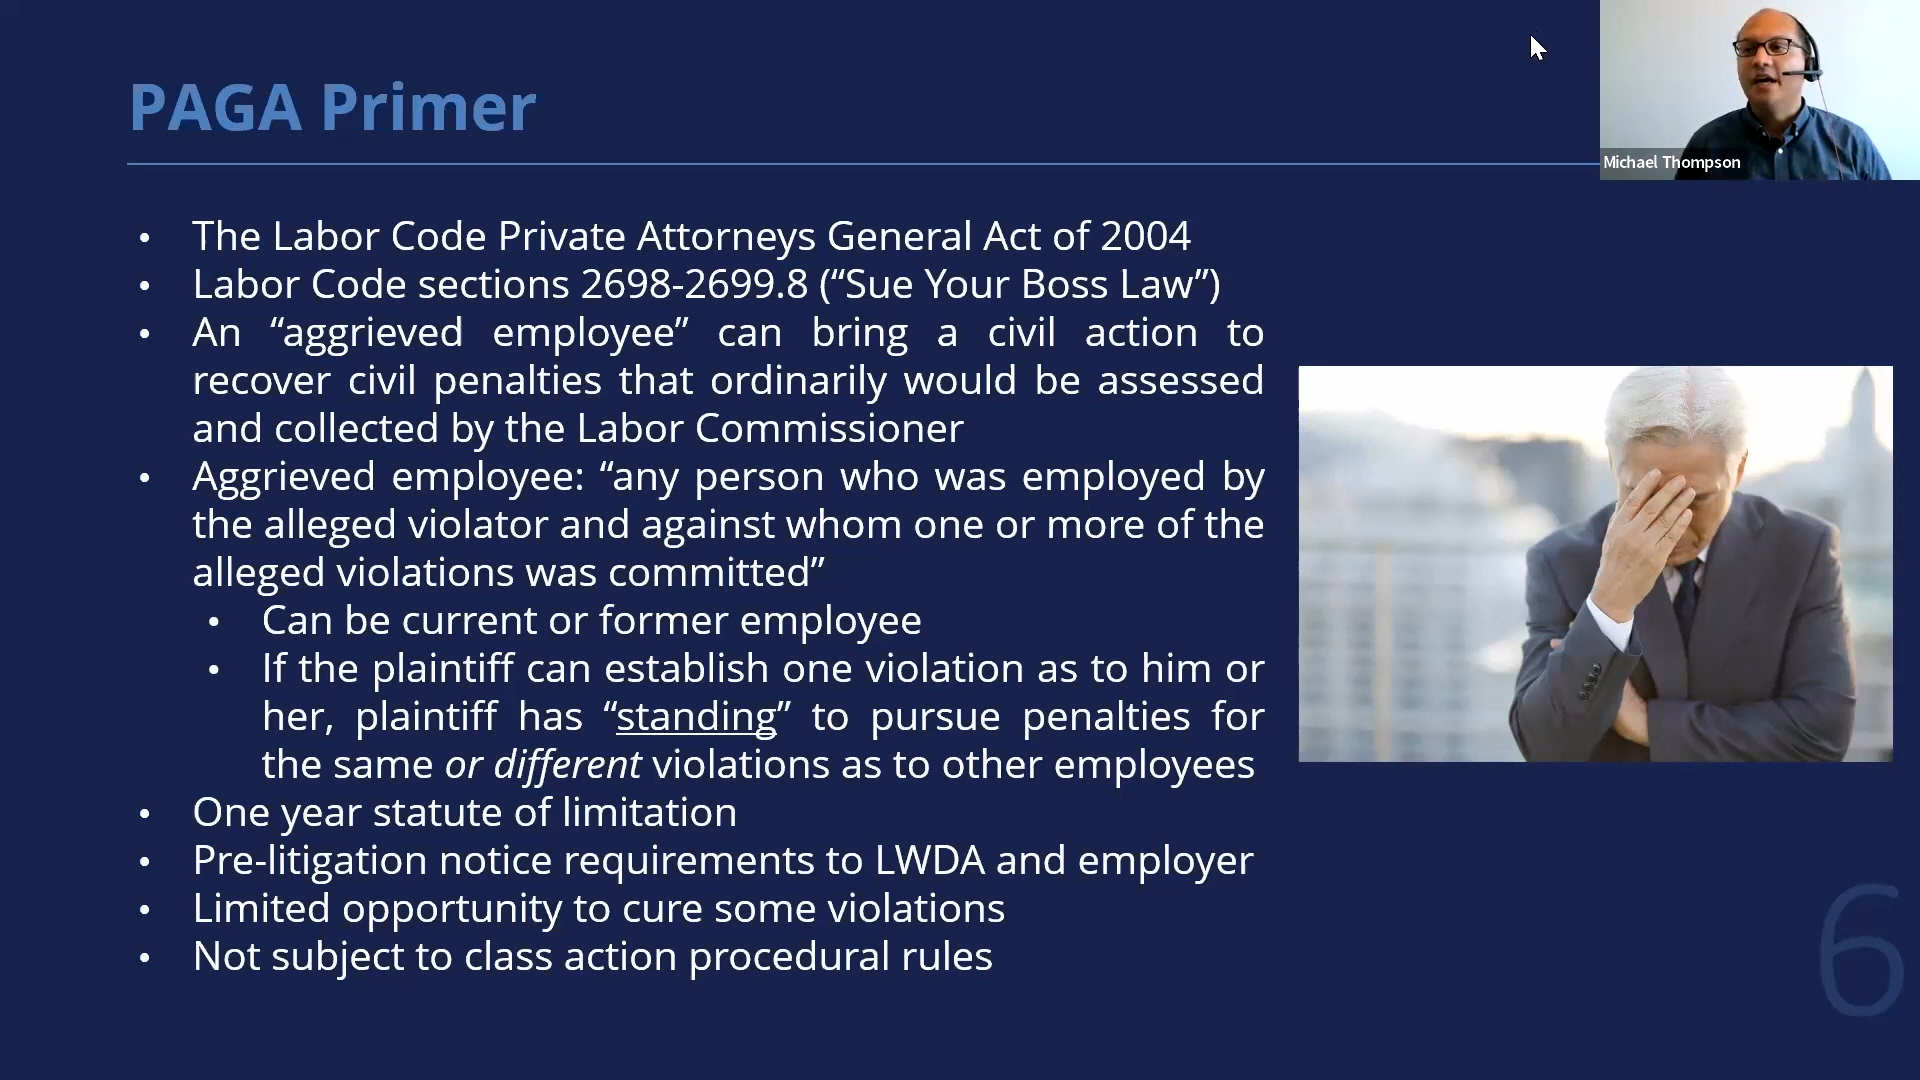 PAGA Primer
Michael Thompson
• The Labor Code Private Attorneys General Act of 2004
• Labor Code sections 2698-2699.8 (“Sue Your Boss Law”)
• An “aggrieved employee” can bring a civil action to
recover civil penalties that ordinarily would be assessed
and collected by the Labor Commissioner
• Aggrieved employee: “any person who was employed by
the alleged violator and against whom one or more of the
alleged violations was committed”
• Can be current or former employee
• If the plaintiff can establish one violation as to him or
her, plaintiff has “standing” to pursue penalties for
the same or different violations as to other employees
• One year statute of limitation
• Pre-litigation notice requirements to LWDA and employer
• Limited opportunity to cure some violations
• Not subject to class action procedural rules
6